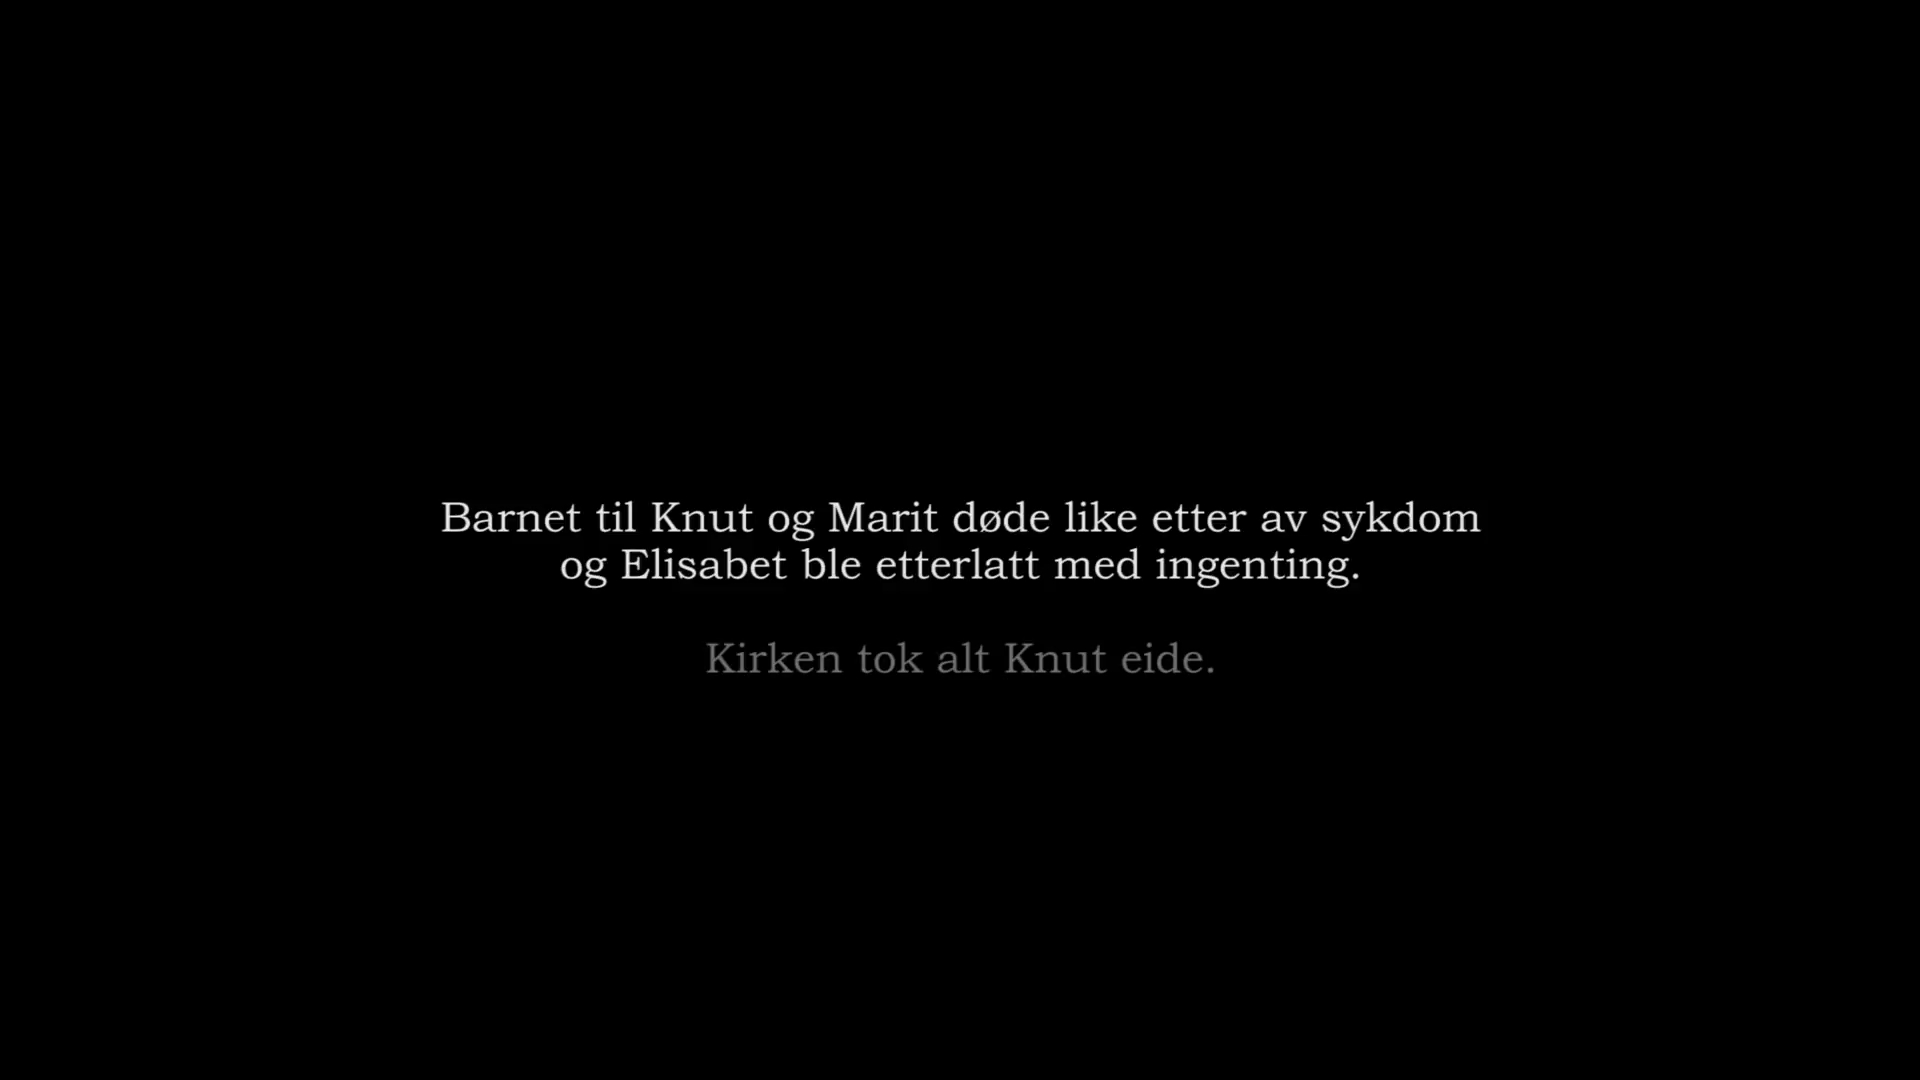 Barnet til Knut og Marit døde like etter av sykdom
og Elisabet ble etterlatt med ingenting.
Kirken tok alt Knut eide.